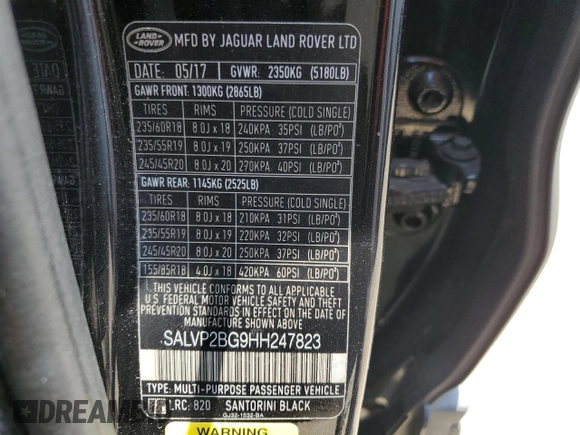 LAND
ROVER
MFD BY JAGUAR LAND ROVER LTD
DATE: 05/17 GVWR: 2350KG (5180LB)
GAWR FRONT: 1300KG (2865LB)
TIRES RIMS PRESSURE (COLD SINGLE)
235/60R18 8.0J x 18 240KPA 35PSI (LB/PO²)
235/55R19 8.0J x 19 250KPA 37PSI (LB/PO²)
245/45R20 8.0J x 20 270KPA 40PSI (LB/PO²)
GAWR REAR: 1145KG (2525LB)
TIRES RIMS PRESSURE (COLD SINGLE)
235/60R18 8.0J x 18 210KPA 31PSI (LB/PO²)
235/55R19 8.0J x 19 220KPA 32PSI (LB/PO²)
245/45R20 8.0J x 20 250KPA 37PSI (LB/PO²)
155/85R18 4.0J x 18 420KPA 60PSI (LB/PO²)
THIS VEHICLE CONFORMS TO ALL APPLICABLE
U.S. FEDERAL MOTOR VEHICLE SAFETY AND THEFT
PREVENTION STANDARDS IN EFFECT ON THE DATE
OF MANUFACTURE SHOWN ABOVE.
SALVP2BG9HH247823
TYPE: MULTI-PURPOSE PASSENGER VEHICLE
LRC: 820 SANTORINI BLACK
GJ32-1532-BA
WARNING